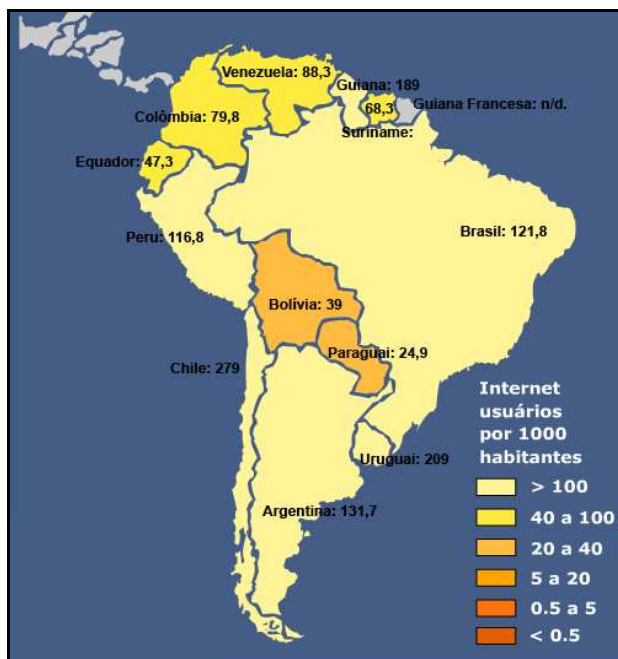 Venezuela: 88,3
Guiana: 189
Guiana Francesa: n/d.
68,3
Colômbia: 79,8
Suriname:
Equador: 47,3
Peru: 116,8
Brasil: 121,8
Bolívia: 39
Paraguai: 24,9
Chile: 279
Uruguai: 209
Argentina: 131,7
Internet
usuários
por 1000
habitantes
> 100
40 a 100
20 a 40
5 a 20
0.5 a 5
< 0.5